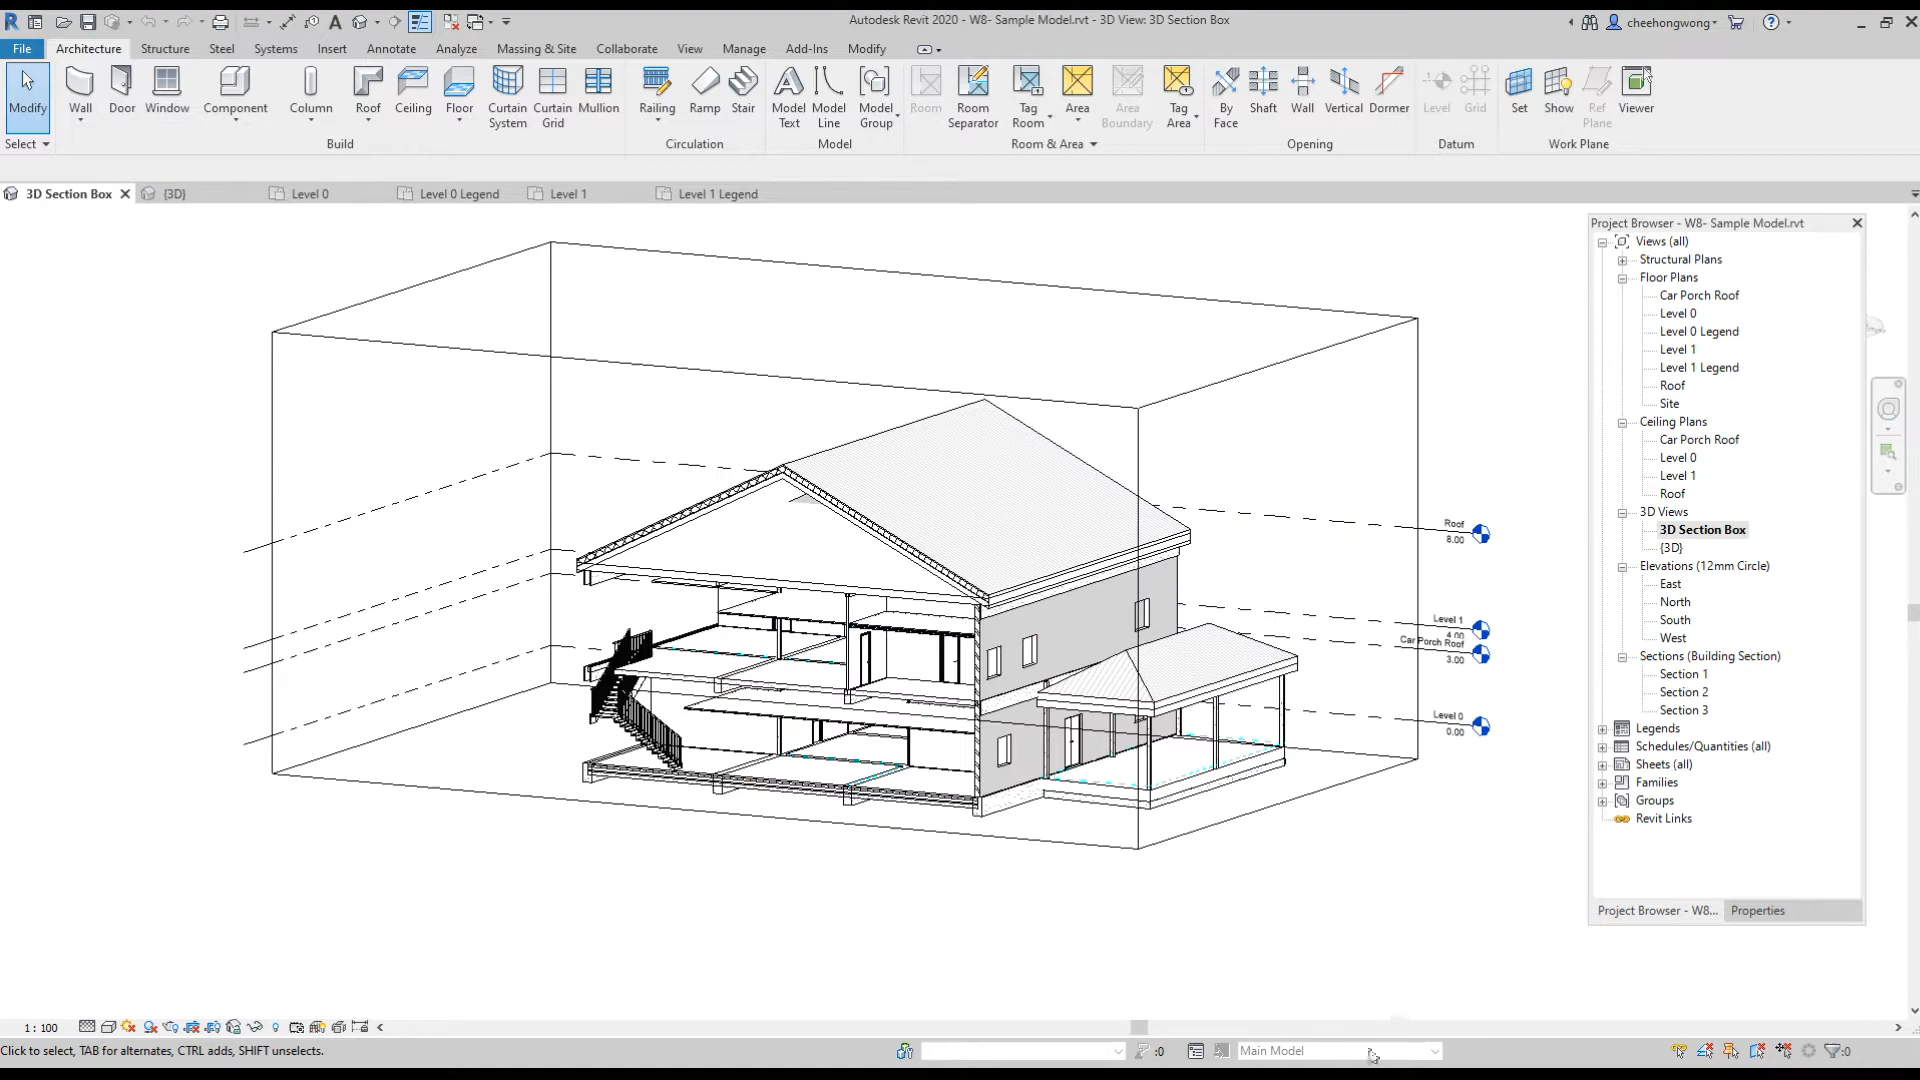 Autodesk Revit 2020 - W8- Sample Model.rvt - 3D View: 3D Section Box
cheehongwong
File Architecture Structure Steel Systems Insert Annotate Analyze Massing & Site Collaborate View Manage Add-Ins Modify
Modify Wall Door Window Component Column Roof Ceiling Floor Curtain System Curtain Grid Mullion Railing Ramp Stair Model Text Model Line Model Group Room Room Separator Tag Room Area Area Boundary Tag Area By Face Shaft Wall Vertical Dormer Level Grid Set Show Ref Plane Viewer
Select Build Circulation Model Room & Area Opening Datum Work Plane
3D Section Box {3D} Level 0 Level 0 Legend Level 1 Level 1 Legend
Project Browser - W8- Sample Model.rvt
Views (all)
Structural Plans
Floor Plans
Car Porch Roof
Level 0
Level 0 Legend
Level 1
Level 1 Legend
Roof
Site
Ceiling Plans
Car Porch Roof
Level 0
Level 1
Roof
3D Views
3D Section Box
{3D}
Elevations (12mm Circle)
East
North
South
West
Sections (Building Section)
Section 1
Section 2
Section 3
Legends
Schedules/Quantities (all)
Sheets (all)
Families
Groups
Revit Links
Project Browser - W8... Properties
Roof
8.00
Level 1
4.00
Car Porch Roof
3.00
Level 0
0.00
1 : 100
Click to select, TAB for alternates, CTRL adds, SHIFT unselects.
:0
Main Model
:0